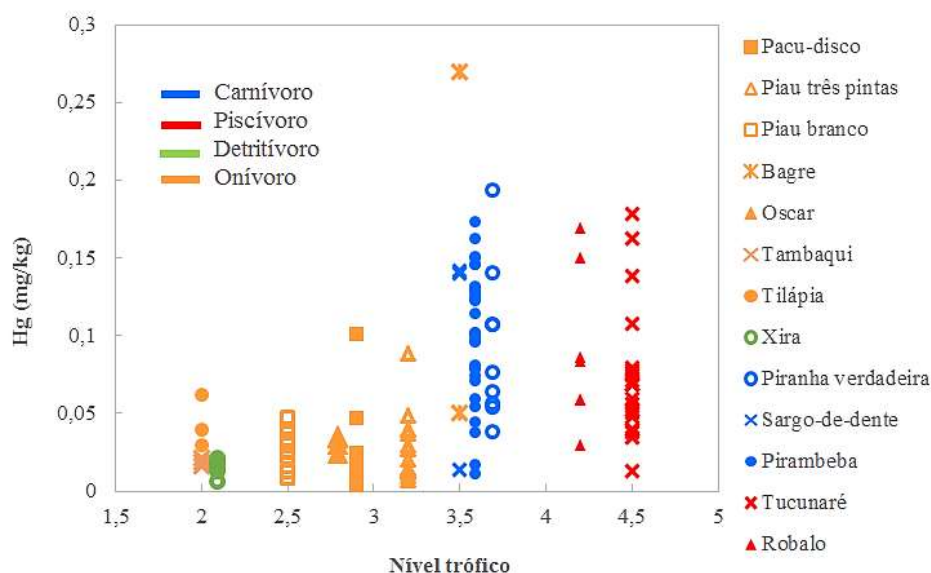 0,3
0,25
0,2
0,15
0,1
0,05
0
Hg (mg/kg)
Carnívoro
Piscívoro
Detritívoro
Onívoro
1,5 2 2,5 3 3,5 4 4,5 5
Nível trófico
Pacu-disco
Piau três pintas
Piau branco
Bagre
Oscar
Tambaqui
Tilápia
Xira
Piranha verdadeira
Sargo-de-dente
Pirambeba
Tucunaré
Robalo